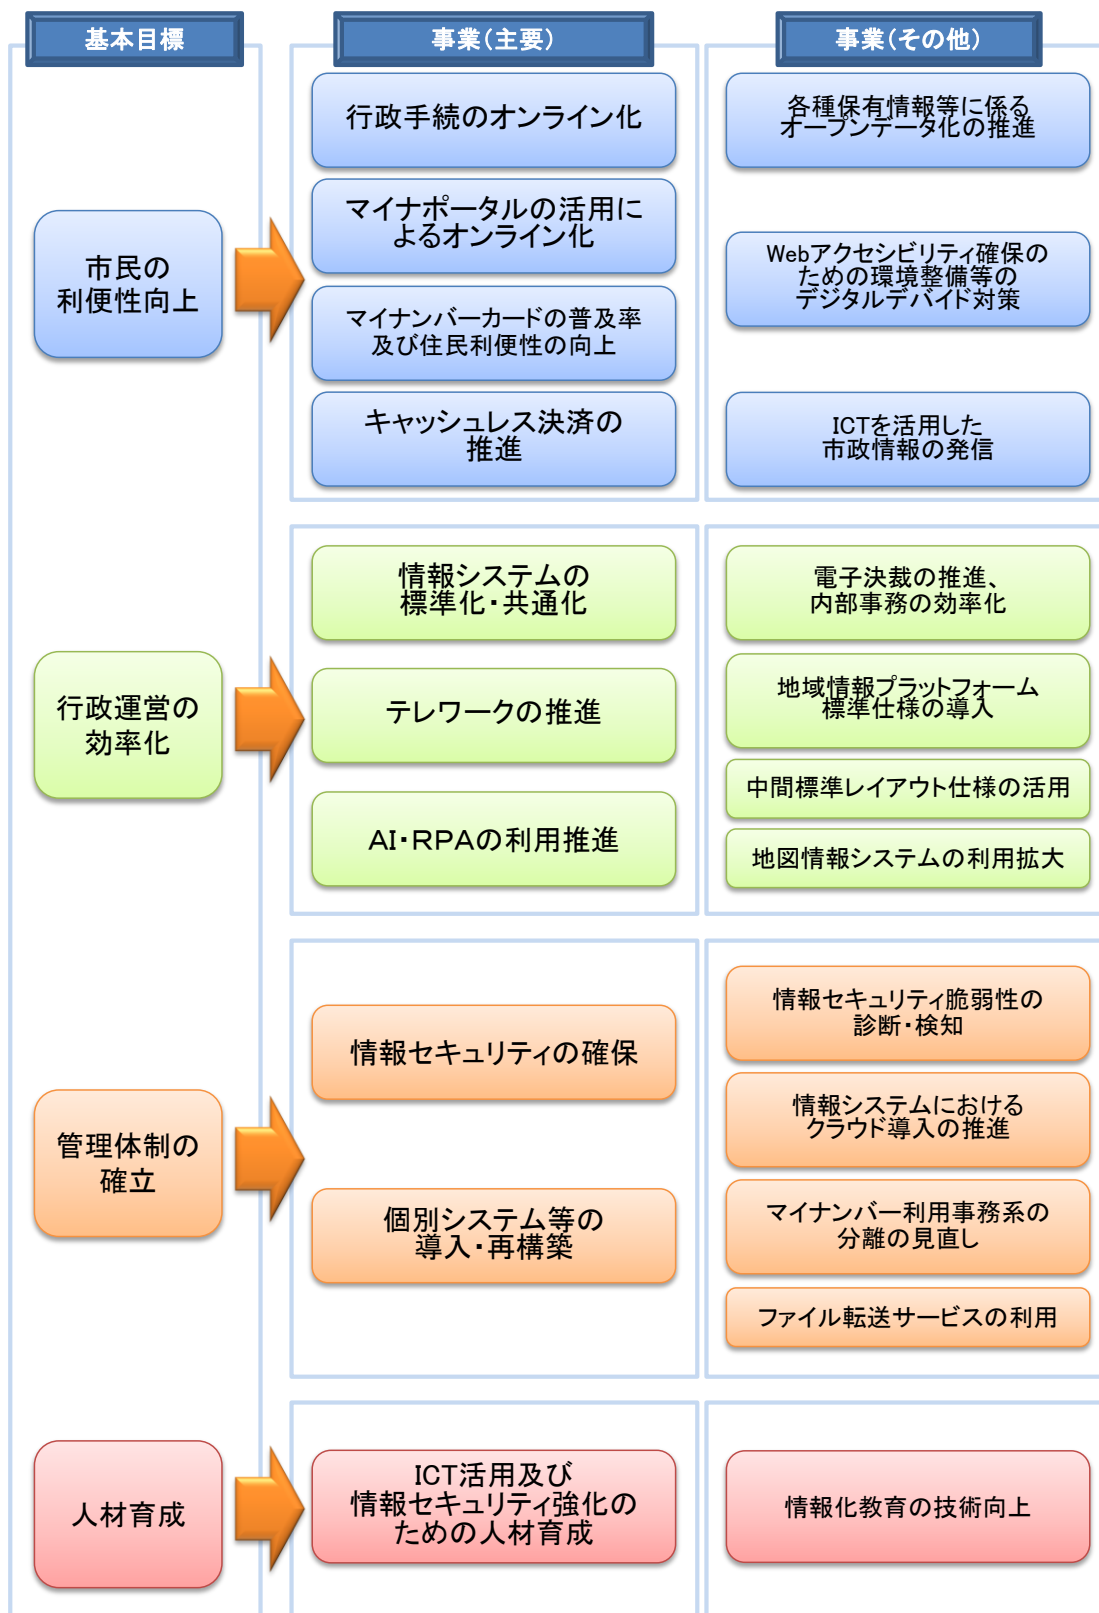 基本目標
事業(主要)
事業(その他)
市民の
利便性向上
行政手続のオンライン化
マイナポータルの活用に
よるオンライン化
マイナンバーカードの普及率
及び住民利便性の向上
キャッシュレス決済の
推進
各種保有情報等に係る
オープンデータ化の推進
Webアクセシビリティ確保の
ための環境整備等の
デジタルデバイド対策
ICTを活用した
市政情報の発信
行政運営の
効率化
情報システムの
標準化・共通化
テレワークの推進
AI・RPAの利用推進
電子決裁の推進、
内部事務の効率化
地域情報プラットフォーム
標準仕様の導入
中間標準レイアウト仕様の活用
地図情報システムの利用拡大
管理体制の
確立
情報セキュリティの確保
個別システム等の
導入・再構築
情報セキュリティ脆弱性の
診断・検知
情報システムにおける
クラウド導入の推進
マイナンバー利用事務系の
分離の見直し
ファイル転送サービスの利用
人材育成
ICT活用及び
情報セキュリティ強化の
ための人材育成
情報化教育の技術向上